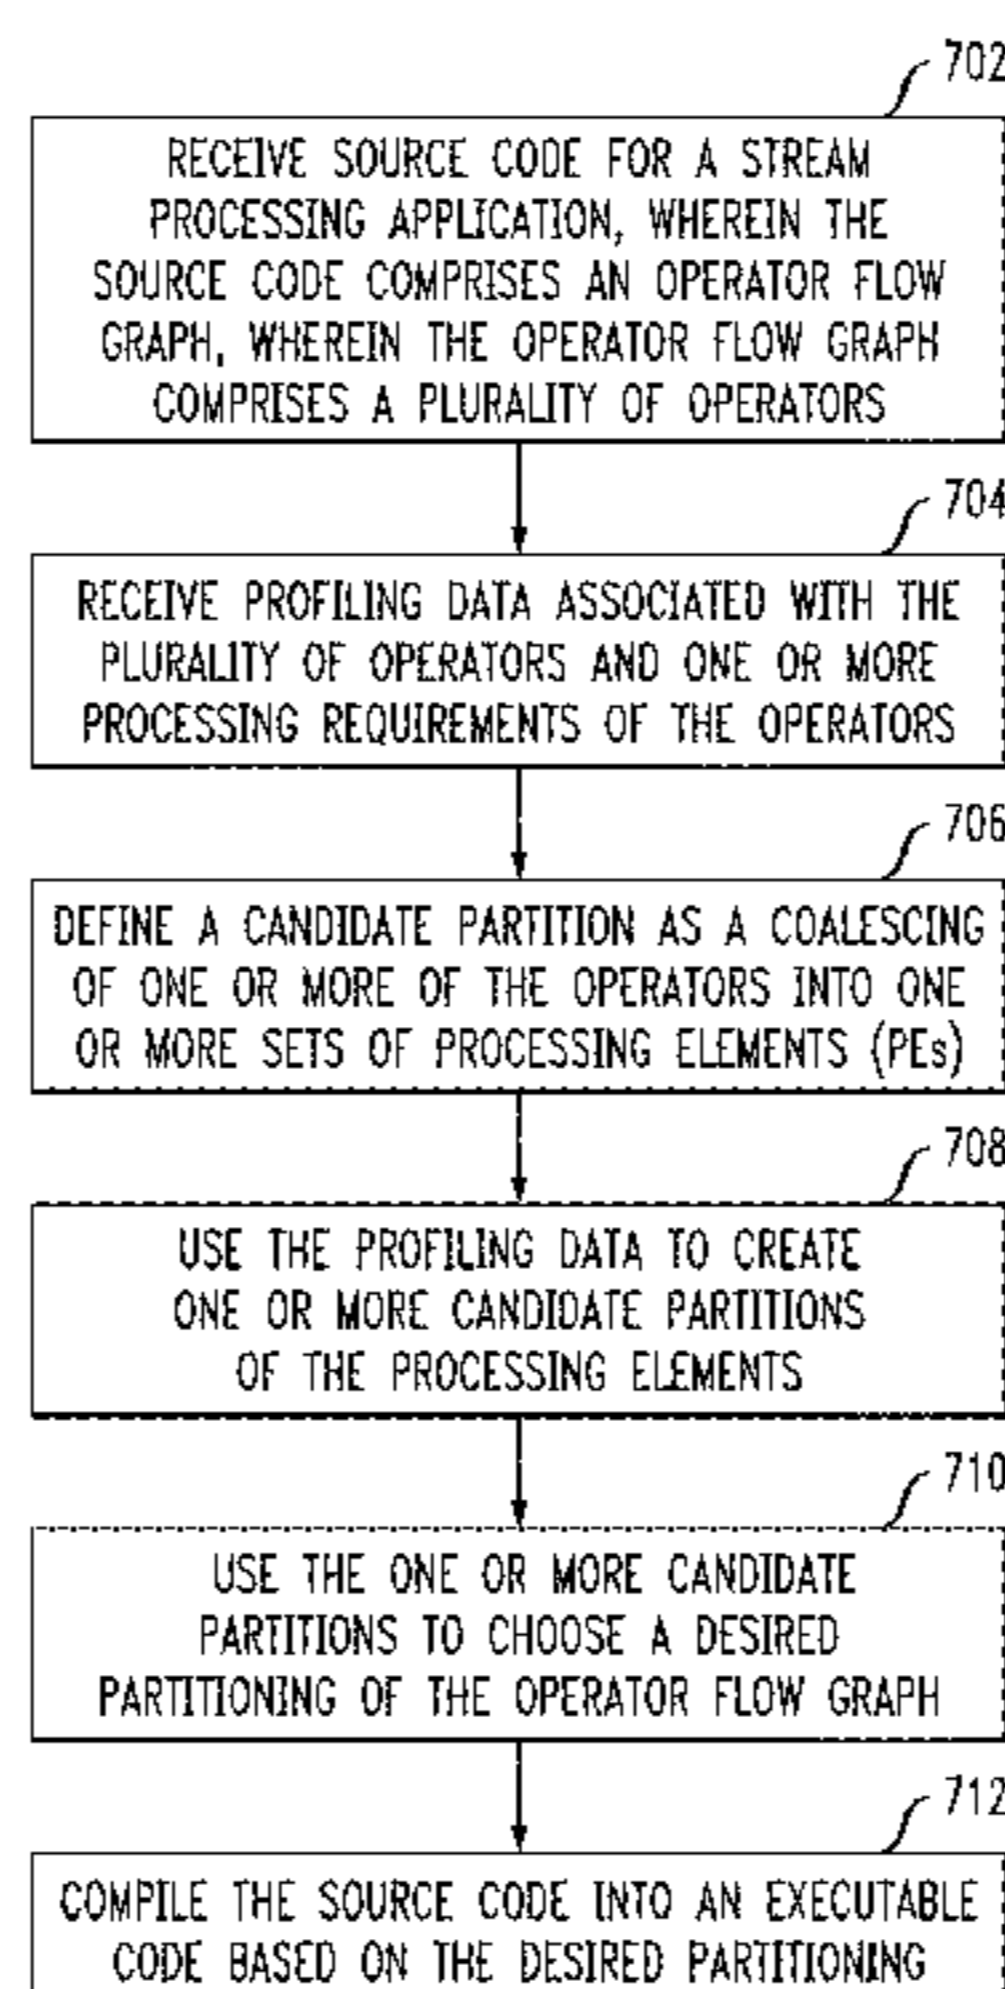 702
RECEIVE SOURCE CODE FOR A STREAM
PROCESSING APPLICATION, WHEREIN THE
SOURCE CODE COMPRISES AN OPERATOR FLOW
GRAPH, WHEREIN THE OPERATOR FLOW GRAPH
COMPRISES A PLURALITY OF OPERATORS
704
RECEIVE PROFILING DATA ASSOCIATED WITH THE
PLURALITY OF OPERATORS AND ONE OR MORE
PROCESSING REQUIREMENTS OF THE OPERATORS
706
DEFINE A CANDIDATE PARTITION AS A COALESCING
OF ONE OR MORE OF THE OPERATORS INTO ONE
OR MORE SETS OF PROCESSING ELEMENTS (PEs)
708
USE THE PROFILING DATA TO CREATE
ONE OR MORE CANDIDATE PARTITIONS
OF THE PROCESSING ELEMENTS
710
USE THE ONE OR MORE CANDIDATE
PARTITIONS TO CHOOSE A DESIRED
PARTITIONING OF THE OPERATOR FLOW GRAPH
712
COMPILE THE SOURCE CODE INTO AN EXECUTABLE
CODE BASED ON THE DESIRED PARTITIONING